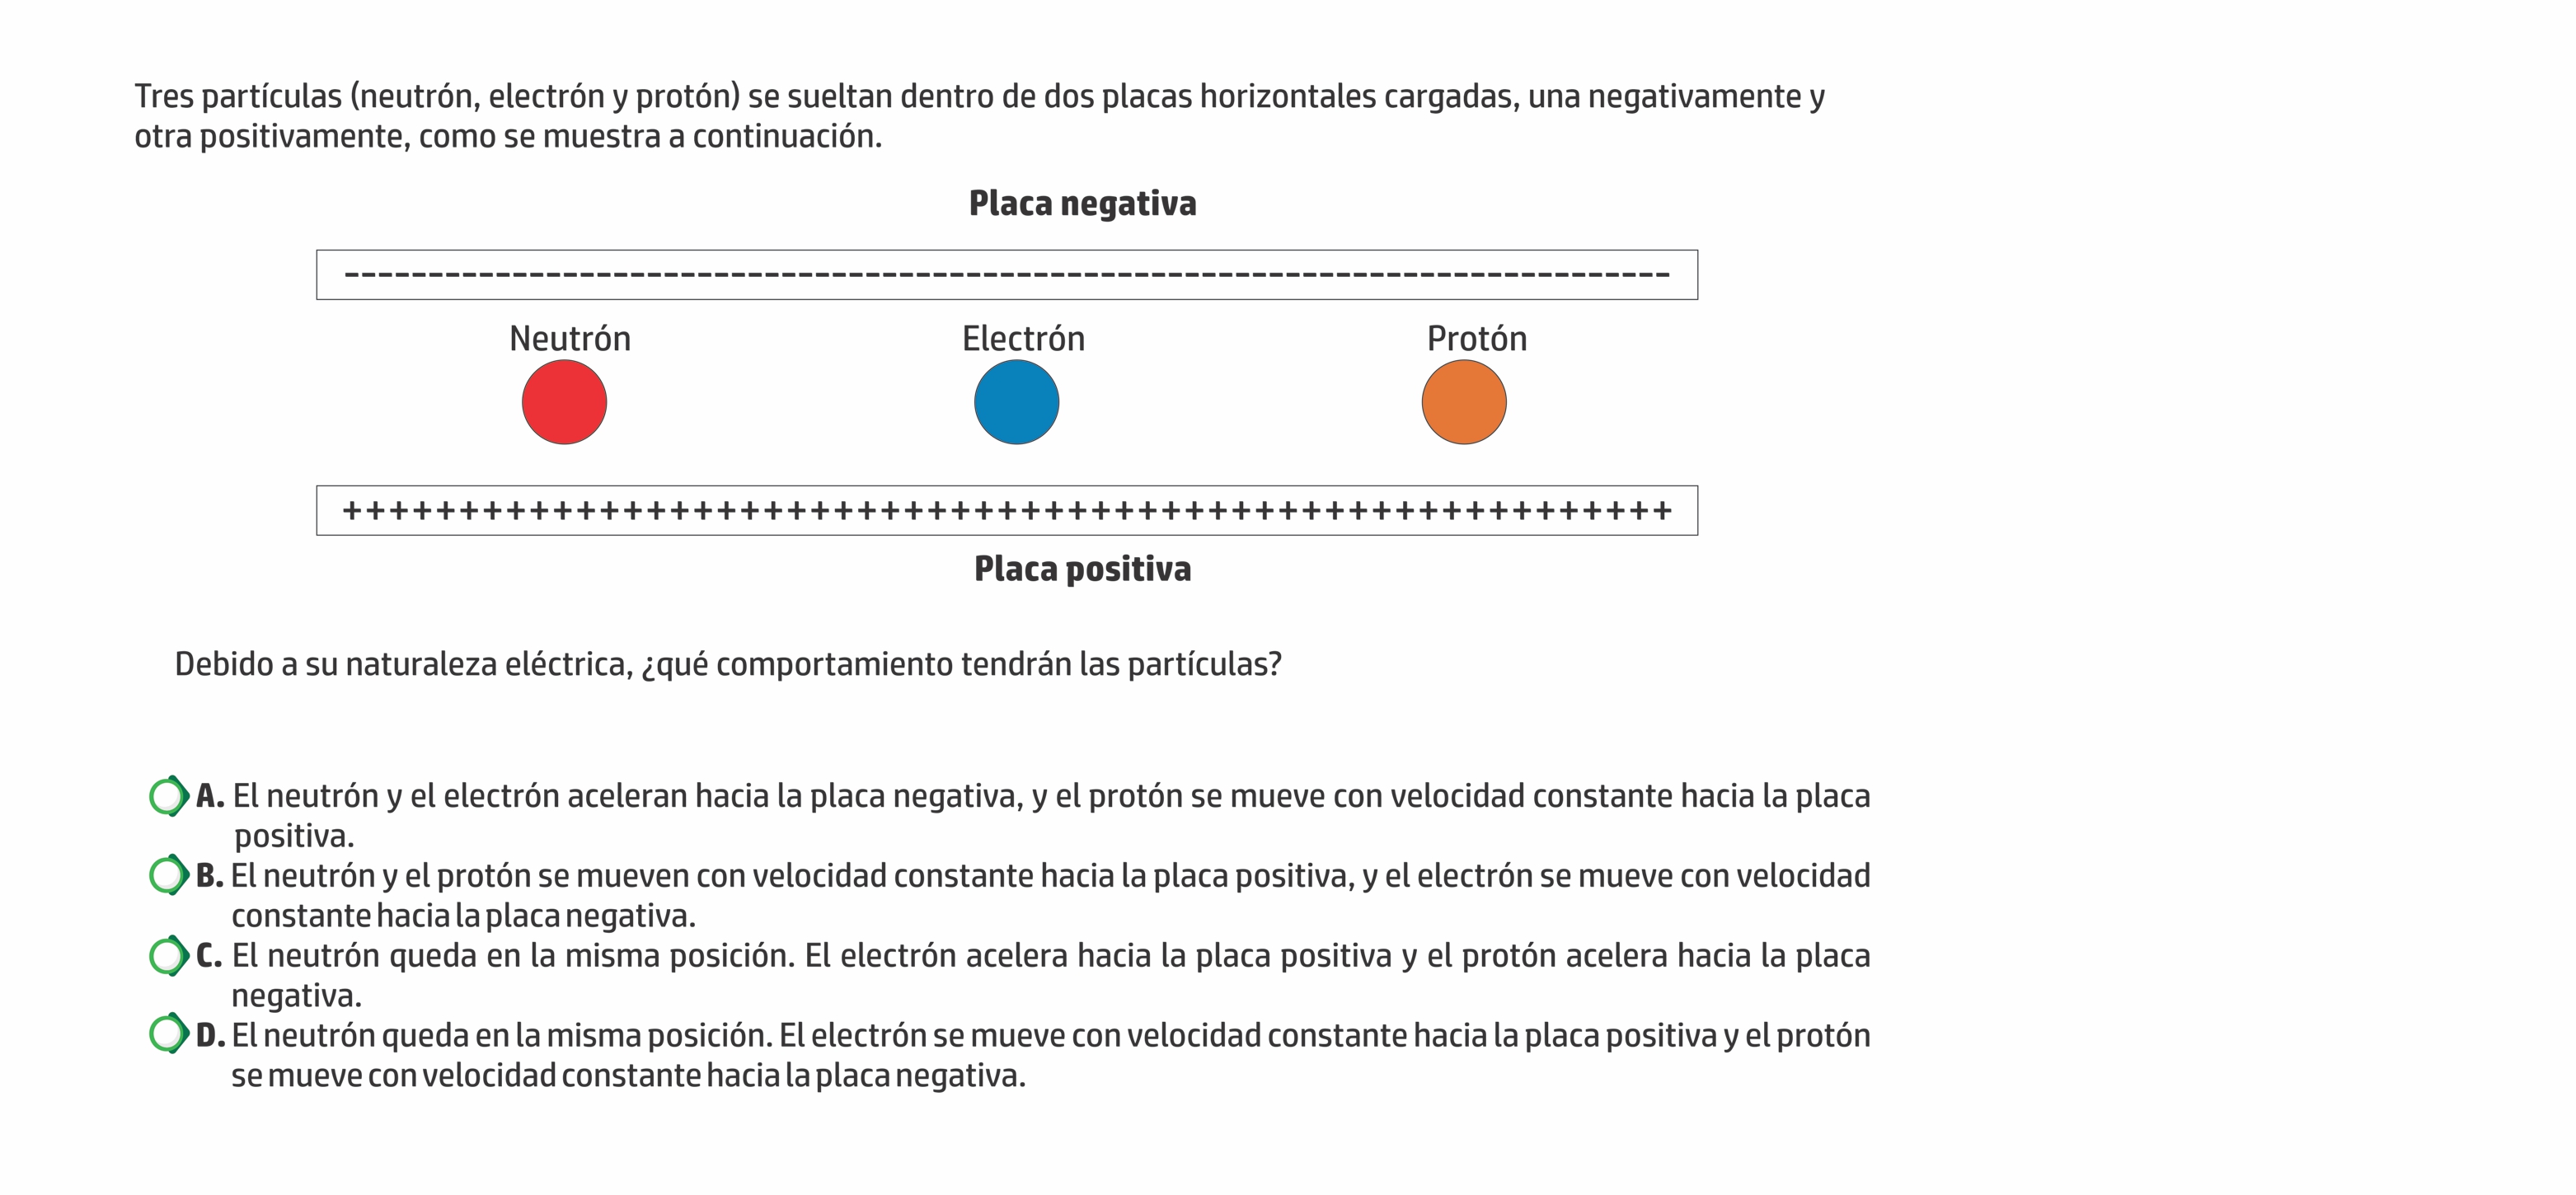 Tres partículas (neutrón, electrón y protón) se sueltan dentro de dos placas horizontales cargadas, una negativamente y
otra positivamente, como se muestra a continuación.
Placa negativa
Neutrón Electrón Protón
+++++++++++++++++++++++++++++++++++++++++++++++++++++++++
Placa positiva
Debido a su naturaleza eléctrica, ¿qué comportamiento tendrán las partículas?
A. El neutrón y el electrón aceleran hacia la placa negativa, y el protón se mueve con velocidad constante hacia la placa
positiva.
B. El neutrón y el protón se mueven con velocidad constante hacia la placa positiva, y el electrón se mueve con velocidad
constante hacia la placa negativa.
C. El neutrón queda en la misma posición. El electrón acelera hacia la placa positiva y el protón acelera hacia la placa
negativa.
D. El neutrón queda en la misma posición. El electrón se mueve con velocidad constante hacia la placa positiva y el protón
se mueve con velocidad constante hacia la placa negativa.